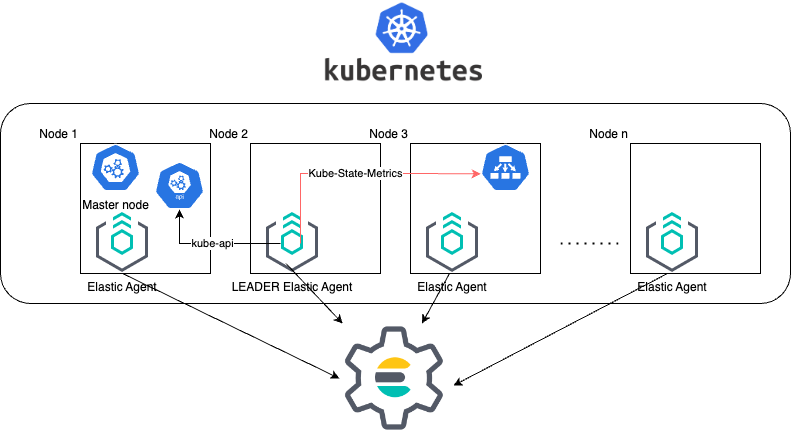 kubernetes
Node 1
Node 2
Node 3
Node n
Kube-State-Metrics
api
Master node
kube-api
Elastic Agent
LEADER Elastic Agent
Elastic Agent
Elastic Agent